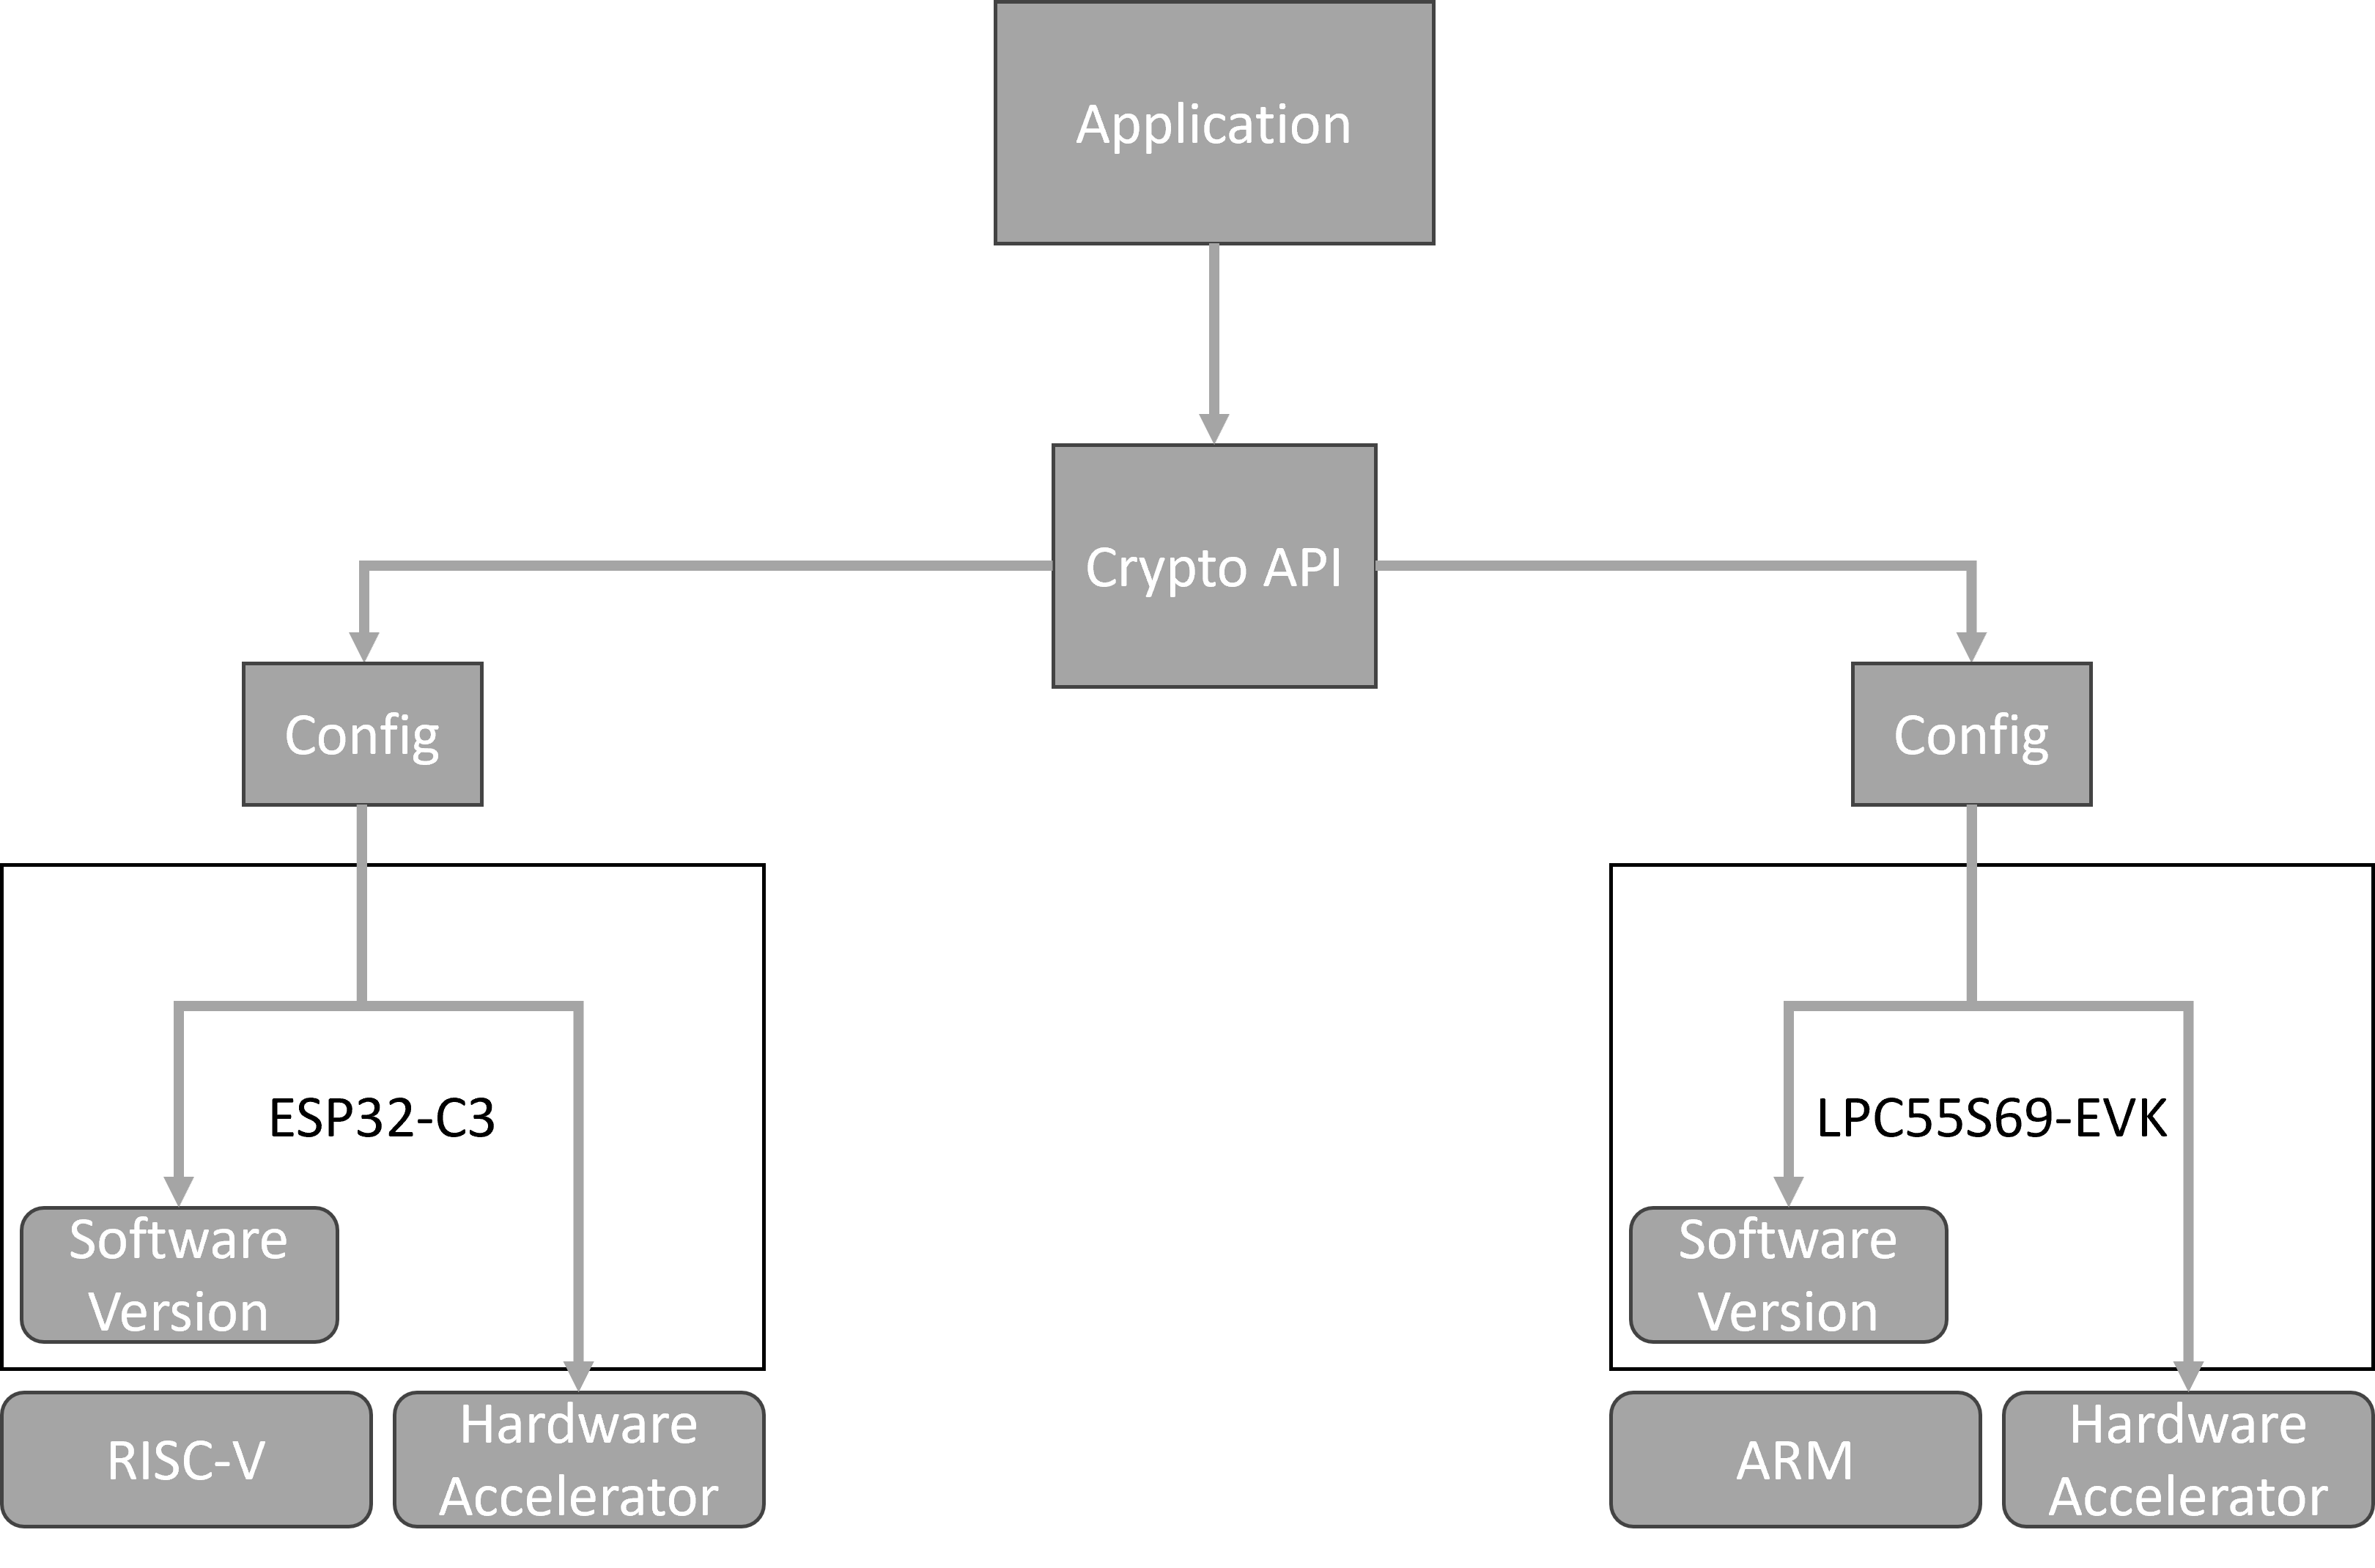 Application
Crypto API
Config
Config
ESP32-C3
LPC55S69-EVK
Software
Version
Software
Version
RISC-V
Hardware
Accelerator
ARM
Hardware
Accelerator